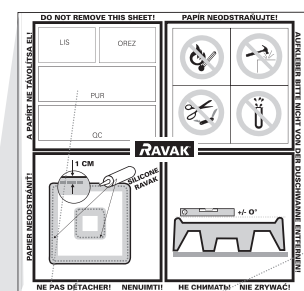 DO NOT REMOVE THIS SHEET!
PAPÍR NEODSTRAŇUJTE!
A PAPÍRT NE TÁVOLÍTSA EL!
LIS
OREZ
PUR
QC
AUFKLEBER BITTE NICHT VON DER DUSCHWANNE ENTFERNEN!
RAVAK
PAPIER NEODSTRÁNIŤ!
1 CM
SILICONE
RAVAK
+/- 0°
NE PAS DÉTACHER!
NENUIMTI!
НЕ СНИМАТЬ!
NIE ZRYWAĆ!